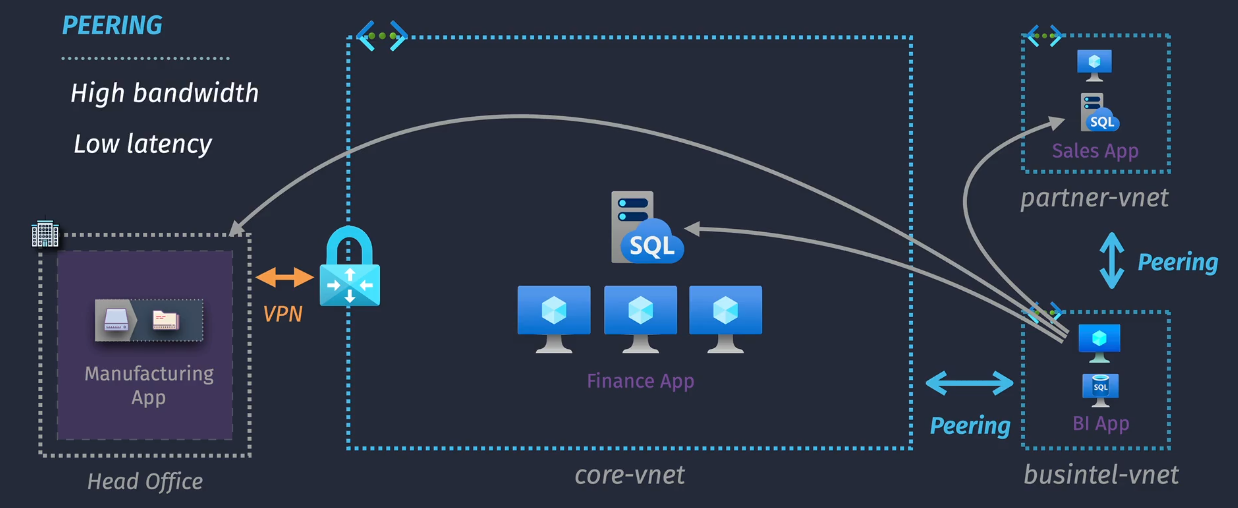 PEERING
High bandwidth
Low latency
SQL
Sales App
partner-vnet
Peering
SQL
VPN
Manufacturing
App
Finance App
Peering
SQL
BI App
Head Office
core-vnet
busintel-vnet